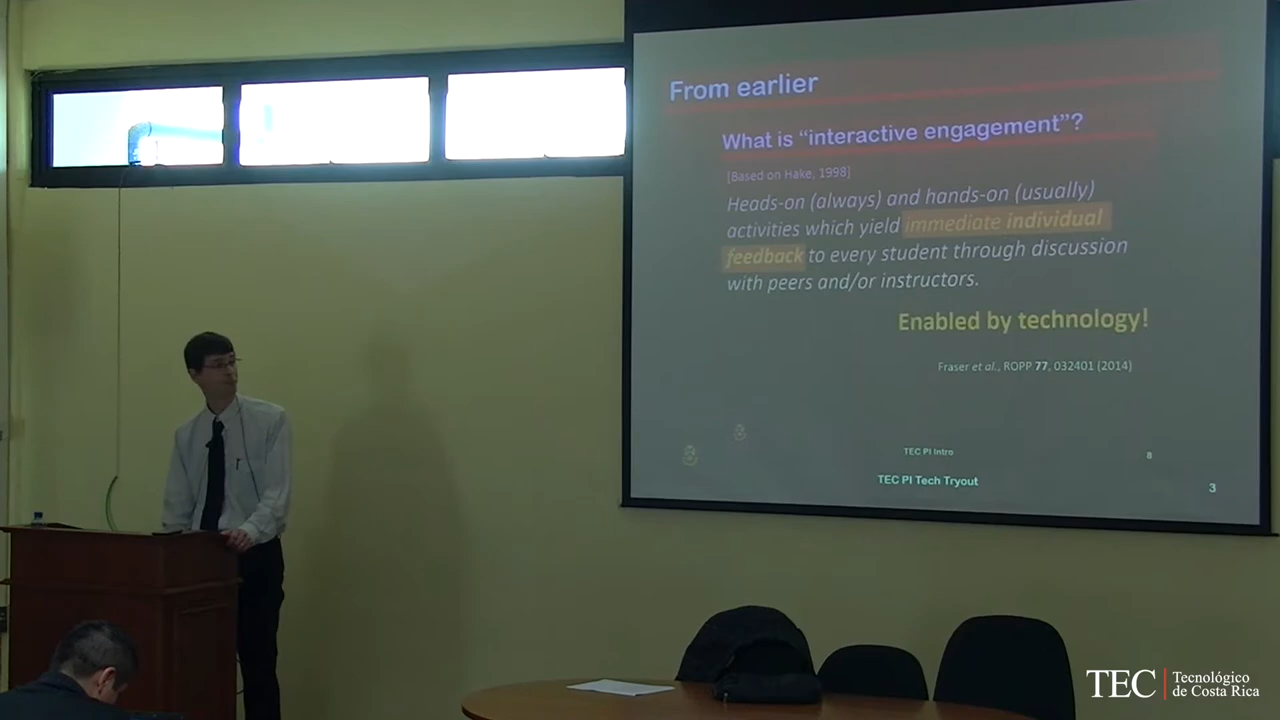 From earlier
What is “interactive engagement”?
[Based on Hake, 1998]
Heads-on (always) and hands-on (usually)
activities which yield immediate individual
feedback to every student through discussion
with peers and/or instructors.
Enabled by technology!
Fraser et al., ROPP 77, 032401 (2014)
TEC PI Intro
8
TEC PI Tech Tryout
3
TEC | Tecnológico
de Costa Rica